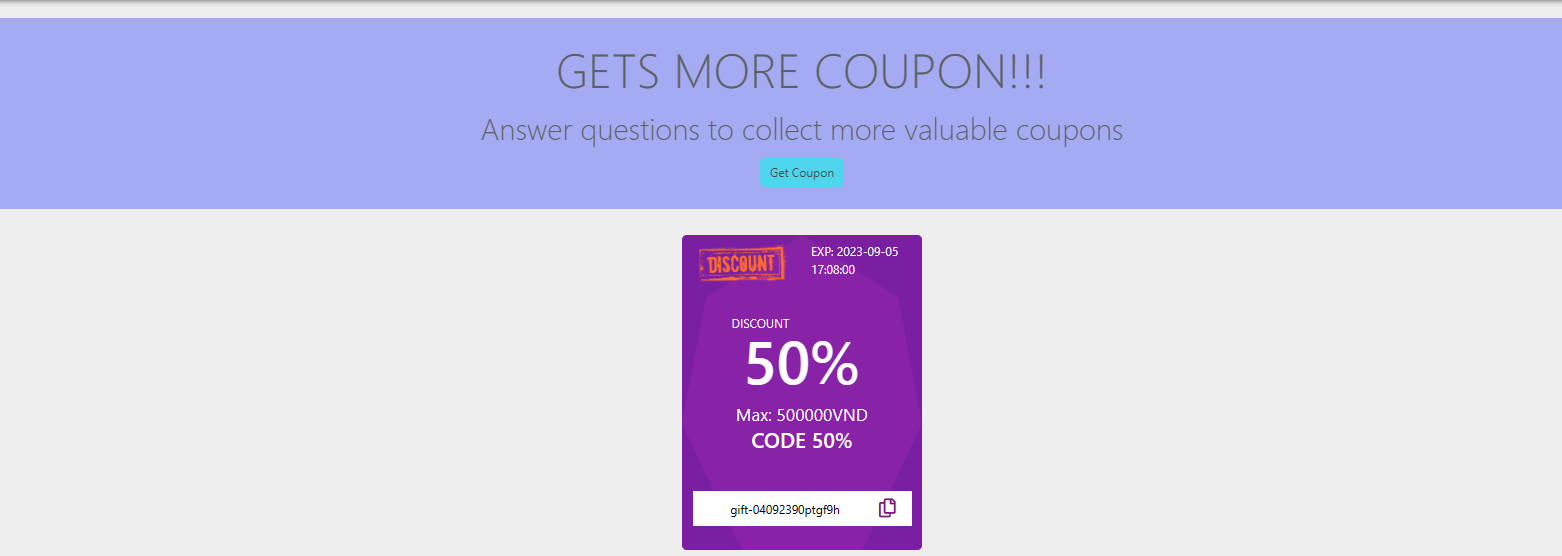 GETS MORE COUPON!!!
Answer questions to collect more valuable coupons
Get Coupon
DISCOUNT
EXP: 2023-09-05
17:08:00
DISCOUNT
50%
Max: 500000VND
CODE 50%
gift-04092390ptgf9h